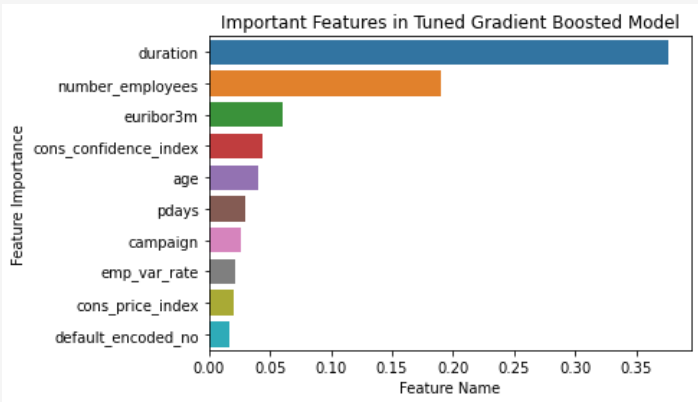 Important Features in Tuned Gradient Boosted Model
Feature Importance
duration
number_employees
euribor3m
cons_confidence_index
age
pdays
campaign
emp_var_rate
cons_price_index
default_encoded_no
0.00 0.05 0.10 0.15 0.20 0.25 0.30 0.35
Feature Name